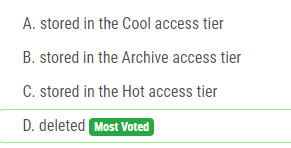 A. stored in the Cool access tier
B. stored in the Archive access tier
C. stored in the Hot access tier
D. deleted Most Voted